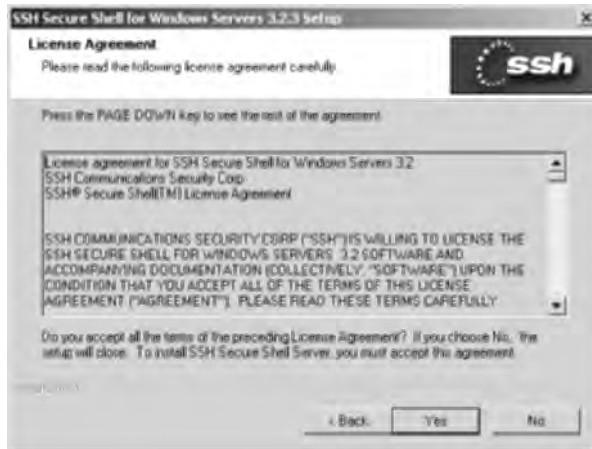 SSH Secure Shell for Windows Servers 3.2.3 Setup
License Agreement
Please read the following license agreement carefully.
ssh
Press the PAGE DOWN key to see the rest of the agreement.
License agreement for SSH Secure Shell for Windows Servers 3.2
SSH Communications Security Corp
SSH® Secure Shell(TM) License Agreement
SSH COMMUNICATIONS SECURITY CORP ("SSH") IS WILLING TO LICENSE THE
SSH SECURE SHELL FOR WINDOWS SERVERS 3.2 SOFTWARE AND
ACCOMPANYING DOCUMENTATION (COLLECTIVELY, "SOFTWARE") UPON THE
CONDITION THAT YOU ACCEPT ALL OF THE TERMS OF THIS LICENSE
AGREEMENT ("AGREEMENT"). PLEASE READ THESE TERMS CAREFULLY
Do you accept all the terms of the preceding License Agreement? If you choose No, the
setup will close. To install SSH Secure Shell Server, you must accept this agreement.
< Back
Yes
No